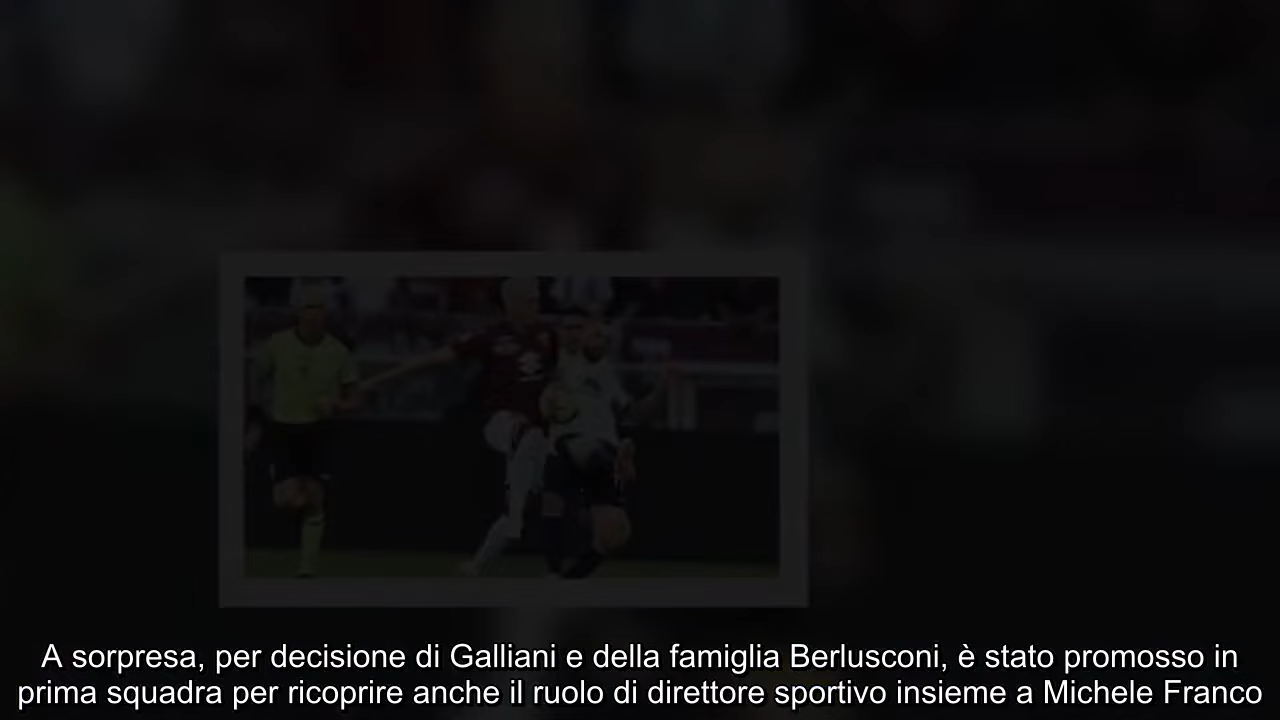 A sorpresa, per decisione di Galliani e della famiglia Berlusconi, è stato promosso in
prima squadra per ricoprire anche il ruolo di direttore sportivo insieme a Michele Franco